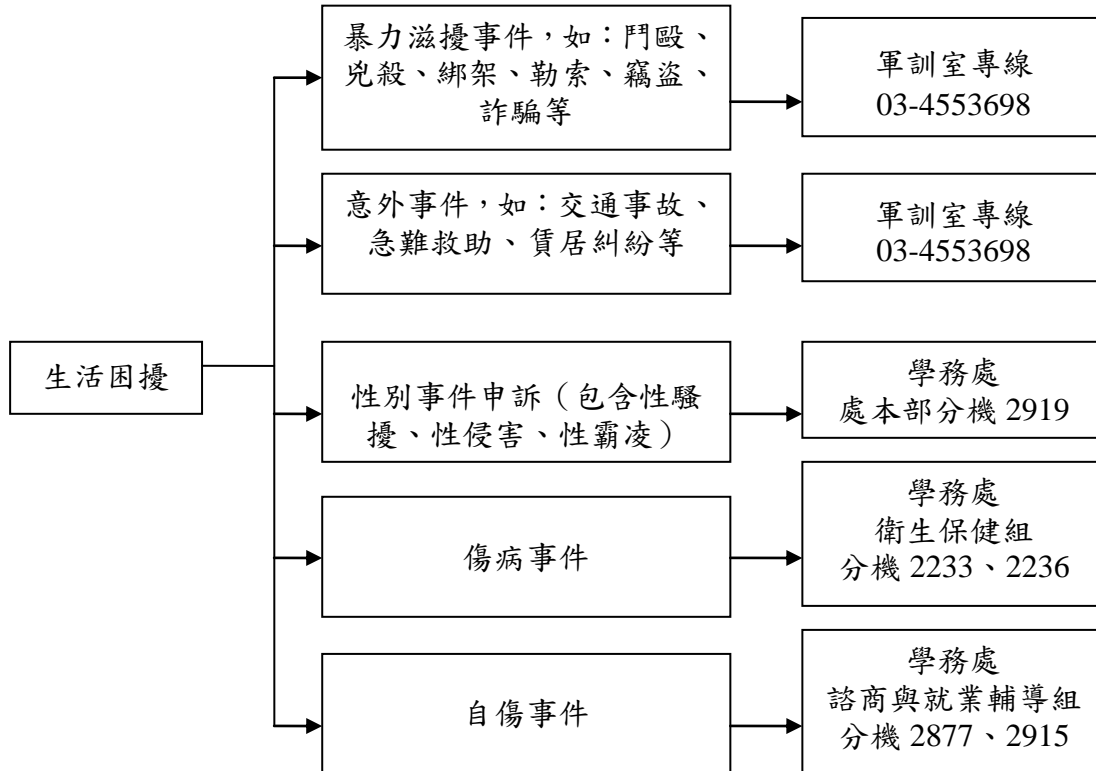 暴力滋擾事件，如：鬥毆、
兇殺、綁架、勒索、竊盜、
詐騙等
軍訓室專線
03-4553698
意外事件，如：交通事故、
急難救助、賃居糾紛等
軍訓室專線
03-4553698
生活困擾
性別事件申訴（包含性騷
擾、性侵害、性霸凌）
學務處
處本部分機 2919
傷病事件
學務處
衛生保健組
分機 2233、2236
自傷事件
學務處
諮商與就業輔導組
分機 2877、2915